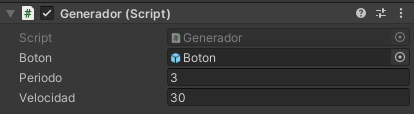 Generador (Script)
Script Generador
Boton Boton
Periodo 3
Velocidad 30